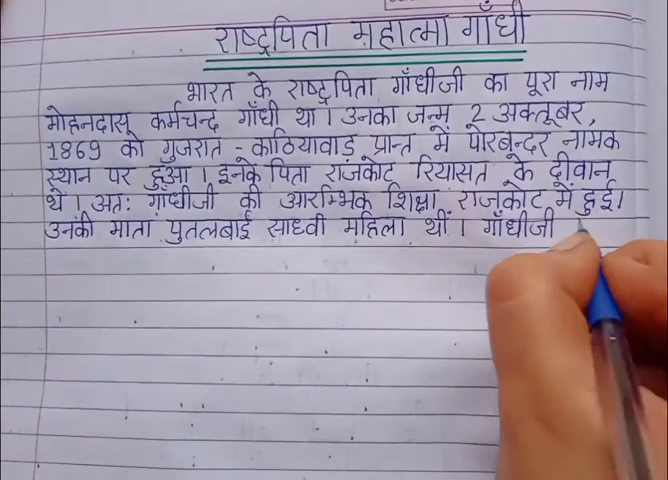 राष्ट्रपिता महात्मा गाँधी
भारत के राष्ट्रपिता गाँधीजी का पूरा नाम
मोहनदास कर्मचन्द गाँधी था। उनका जन्म 2 अक्तूबर,
1869 को गुजरात - काठियावाड़ प्रान्त में पोरबन्दर नामक
स्थान पर हुआ। इनके पिता राजकोट रियासत के दीवान
थे। अतः गाँधीजी की आरम्भिक शिक्षा राजकोट में हुई।
उनकी माता पुतलबाई साध्वी महिला थीं। गाँधीजी